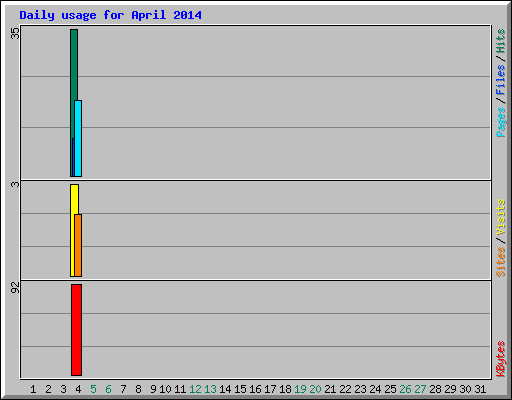 Daily usage for April 2014
35
3
92
Pages/Files/Hits
Sites/Visits
KBytes
1 2 3 4 5 6 7 8 9 10 11 12 13 14 15 16 17 18 19 20 21 22 23 24 25 26 27 28 29 30 31